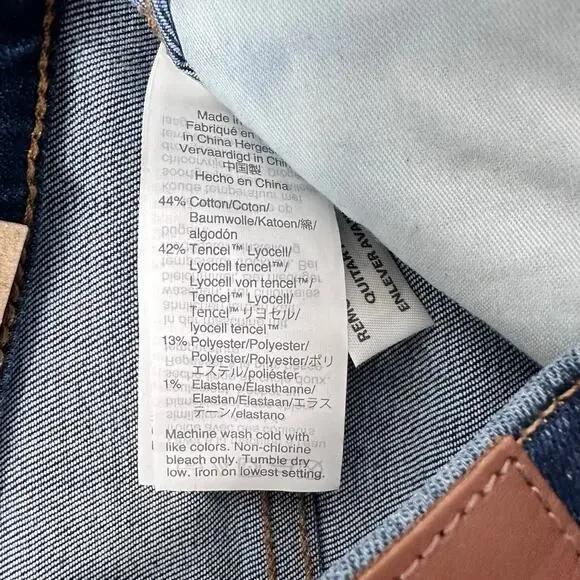 Made in
Fabriqué en
in China Herges
Vervaardigd in China
中国製
Hecho en China
44% Cotton/Coton/
Baumwolle/Katoen/綿/
algodón
42% Tencel™ Lyocell/
Lyocell tencel™/
Lyocell von tencel™/
Tencel™ Lyocell/
Tencel™ リヨセル/
lyocell tencel™
13% Polyester/Polyester/
Polyester/Polyester/ポリ
エステル/poliéster
1% Elastane/Élasthanne/
Elastan/Elastaan/エラス
テーン/elastano
Machine wash cold with
like colors. Non-chlorine
bleach only. Tumble dry
low. Iron on lowest setting.
REMO
QUITAR
ENLEVER AVA